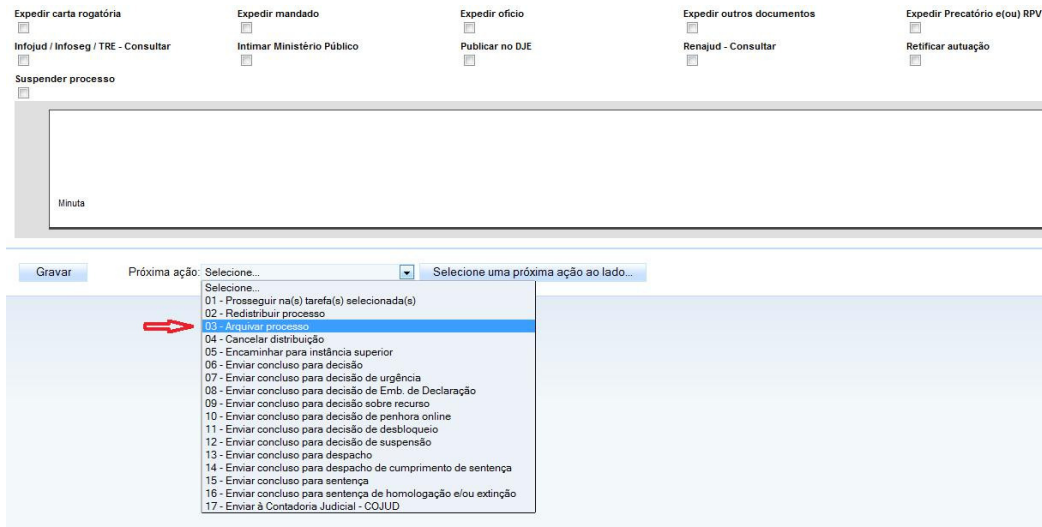 Expedir carta rogatória Expedir mandado Expedir ofício Expedir outros documentos Expedir Precatório e(ou) RPV
Infojud / Infoseg / TRE - Consultar Intimar Ministério Público Publicar no DJE Renajud - Consultar Retificar autuação
Suspender processo
Minuta
Gravar Próxima ação: Selecione... Selecione uma próxima ação ao lado...
Selecione...
01 - Prosseguir na(s) tarefa(s) selecionada(s)
02 - Redistribuir processo
03 - Arquivar processo
04 - Cancelar distribuição
05 - Encaminhar para instância superior
06 - Enviar concluso para decisão
07 - Enviar concluso para decisão de urgência
08 - Enviar concluso para decisão de Emb. de Declaração
09 - Enviar concluso para decisão sobre recurso
10 - Enviar concluso para decisão de penhora online
11 - Enviar concluso para decisão de desbloqueio
12 - Enviar concluso para decisão de suspensão
13 - Enviar concluso para despacho
14 - Enviar concluso para despacho de cumprimento de sentença
15 - Enviar concluso para sentença
16 - Enviar concluso para sentença de homologação e/ou extinção
17 - Enviar à Contadoria Judicial - COJUD